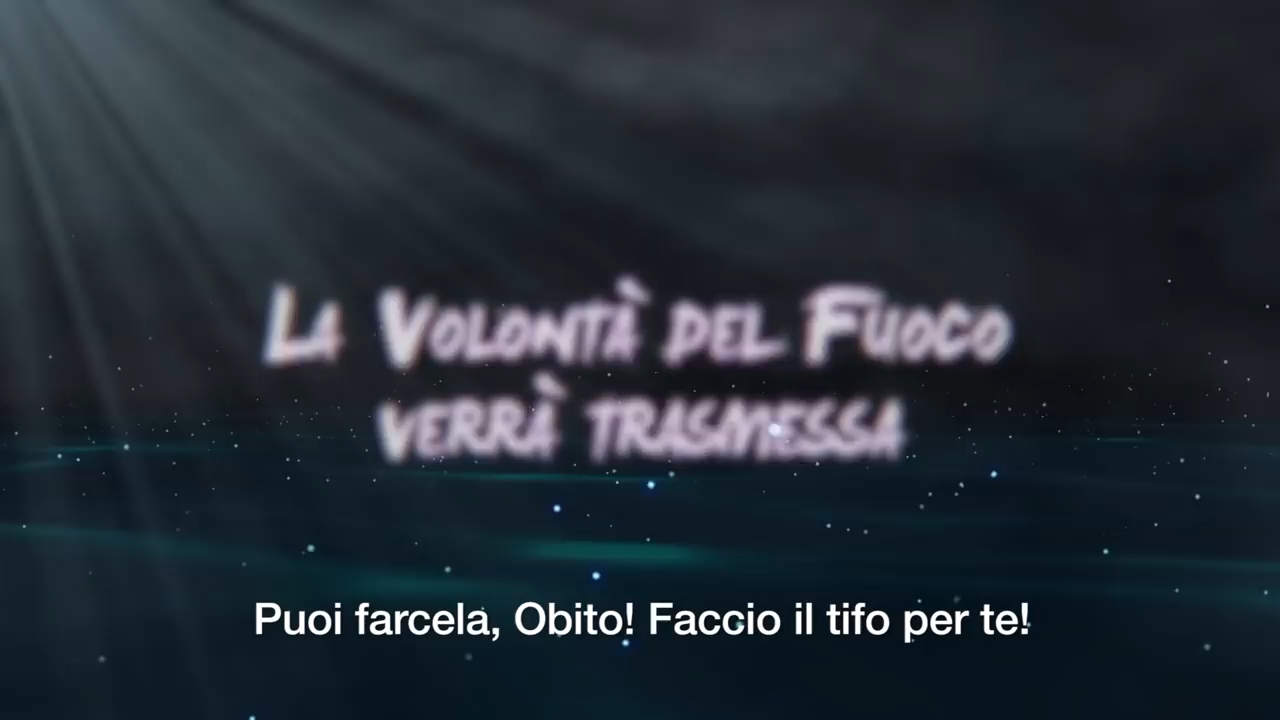 La Volontà del Fuoco
verrà trasmessa
Puoi farcela, Obito! Faccio il tifo per te!